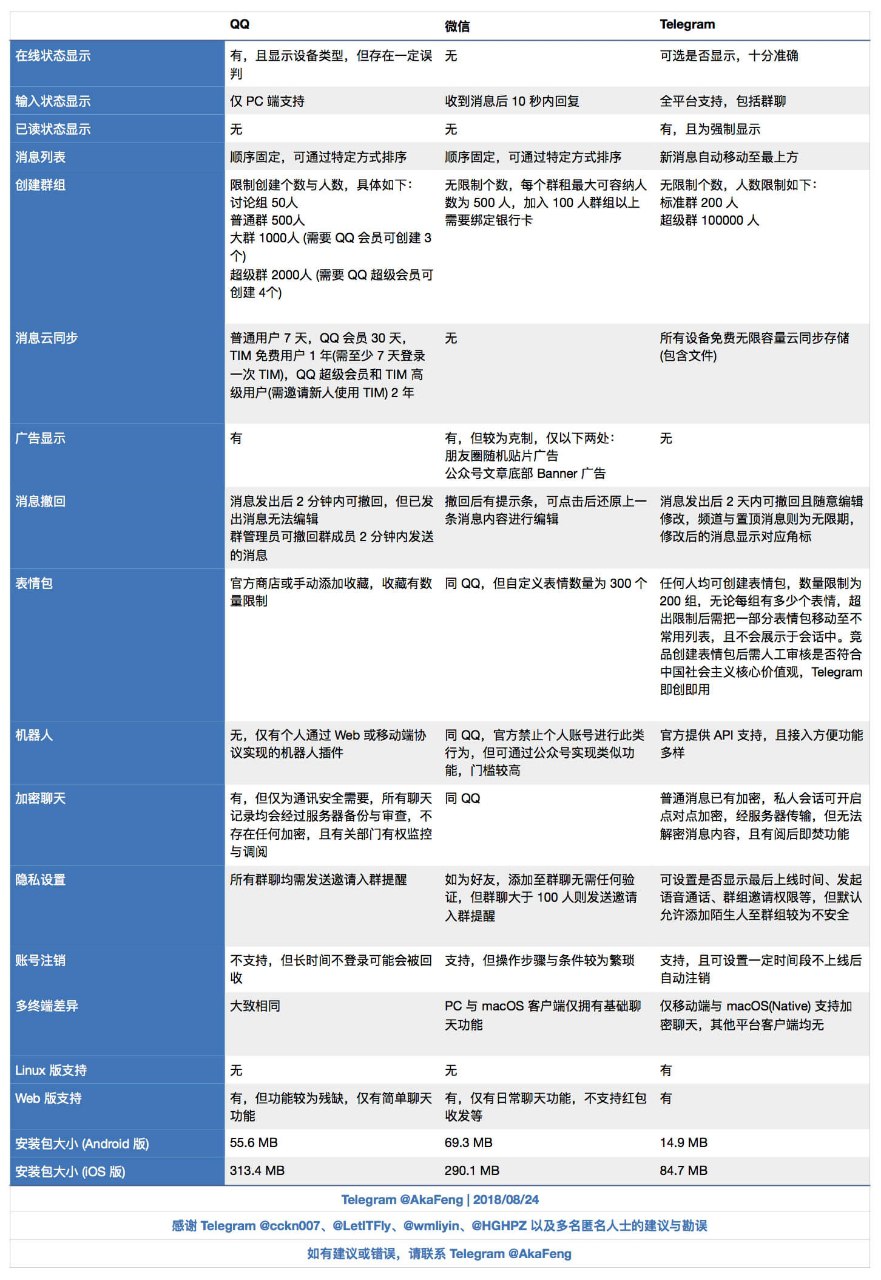 QQ 微信 Telegram
在线状态显示 有，且显示设备类型，但存在一定误 无 可选是否显示，十分准确
判
输入状态显示 仅 PC 端支持 收到消息后 10 秒内回复 全平台支持，包括群聊
已读状态显示 无 无 有，且为强制显示
消息列表 顺序固定，可通过特定方式排序 顺序固定，可通过特定方式排序 新消息自动移动至最上方
创建群组 限制创建个数与人数，具体如下： 无限制个数，每个群租最大可容纳人 无限制个数，人数限制如下：
讨论组 50人 数为 500 人，加入 100 人群组以上 标准群 200 人
普通群 500人 需要绑定银行卡 超级群 100000 人
大群 1000人 (需要 QQ 会员可创建 3
个)
超级群 2000人 (需要 QQ 超级会员可
创建 4个)
消息云同步 普通用户 7 天，QQ 会员 30 天， 无 所有设备免费无限容量云同步存储
TIM 免费用户 1 年(需至少 7 天登录 (包含文件)
一次 TIM)，QQ 超级会员和 TIM 高
级用户(需邀请新人使用 TIM) 2 年
广告显示 有 有，但较为克制，仅以下两处： 无
朋友圈随机贴片广告
公众号文章底部 Banner 广告
消息撤回 消息发出后 2 分钟内可撤回，但已发 撤回后有提示条，可点击后还原上一 消息发出后 2 天内可撤回且随意编辑
出消息无法编辑 条消息内容进行编辑 修改，频道与置顶消息则为无限期，
群管理员可撤回群成员 2 分钟内发送 修改后的消息显示对应角标
的消息
表情包 官方商店或手动添加收藏，收藏有数 同 QQ，但自定义表情数量为 300 个 任何人均可创建表情包，数量限制为
量限制 200 组，无论每组有多少个表情，超
出限制后需把一部分表情包移动至不
常用列表，且不会展示于会话中。竞
品创建表情包后需人工审核是否符合
中国社会主义核心价值观，Telegram
即创即用
机器人 无，仅有个人通过 Web 或移动端协 同 QQ，官方禁止个人账号进行此类 官方提供 API 支持，且接入方便功能
议实现的机器人插件 行为，但可通过公众号实现类似功 多样
能，门槛较高
加密聊天 有，但仅为通讯安全需要，所有聊天 同 QQ 普通消息已有加密，私人会话可开启
记录均会经过服务器备份与审查，不 点对点加密，经服务器传输，但无法
存在任何加密，且有关部门有权监控 解密消息内容，且有阅后即焚功能
与调阅
隐私设置 所有群聊均需发送邀请入群提醒 如为好友，添加至群聊无需任何验 可设置是否显示最后上线时间、发起
证，但群聊大于 100 人则发送邀请 语音通话、群组邀请权限等，但默认
入群提醒 允许添加陌生人至群组较为不安全
账号注销 不支持，但长时间不登录可能会被回 支持，但操作步骤与条件较为繁琐 支持，且可设置一定时间段不上线后
收 自动注销
多终端差异 大致相同 PC 与 macOS 客户端仅拥有基础聊 仅移动端与 macOS(Native) 支持加
天功能 密聊天，其他平台客户端均无
Linux 版支持 无 无 有
Web 版支持 有，但功能较为残缺，仅有简单聊天 有，仅有日常聊天功能，不支持红包 有
功能 收发等
安装包大小 (Android 版) 55.6 MB 69.3 MB 14.9 MB
安装包大小 (iOS 版) 313.4 MB 290.1 MB 84.7 MB
Telegram @AkaFeng | 2018/08/24
感谢 Telegram @cckn007、@LetITFly、@wmliyin、@HGHPZ 以及多名匿名人士的建议与勘误
如有建议或错误，请联系 Telegram @AkaFeng